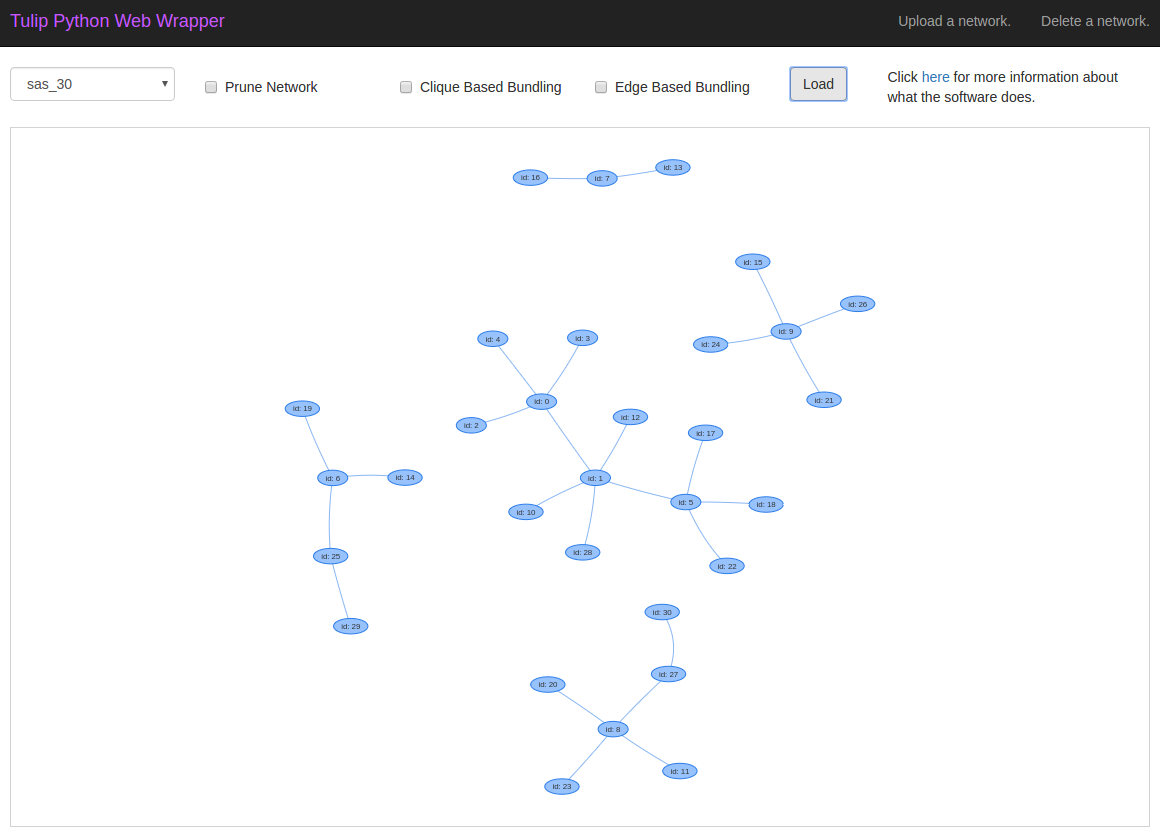 Tulip Python Web Wrapper
Upload a network.
Delete a network.
sas_30
Prune Network
Clique Based Bundling
Edge Based Bundling
Load
Click here for more information about
what the software does.
id: 13
id: 16
id: 7
id: 15
id: 26
id: 9
id: 4
id: 3
id: 24
id: 21
id: 0
id: 19
id: 12
id: 2
id: 17
id: 6
id: 14
id: 1
id: 5
id: 18
id: 10
id: 28
id: 25
id: 22
id: 30
id: 29
id: 27
id: 20
id: 8
id: 11
id: 23